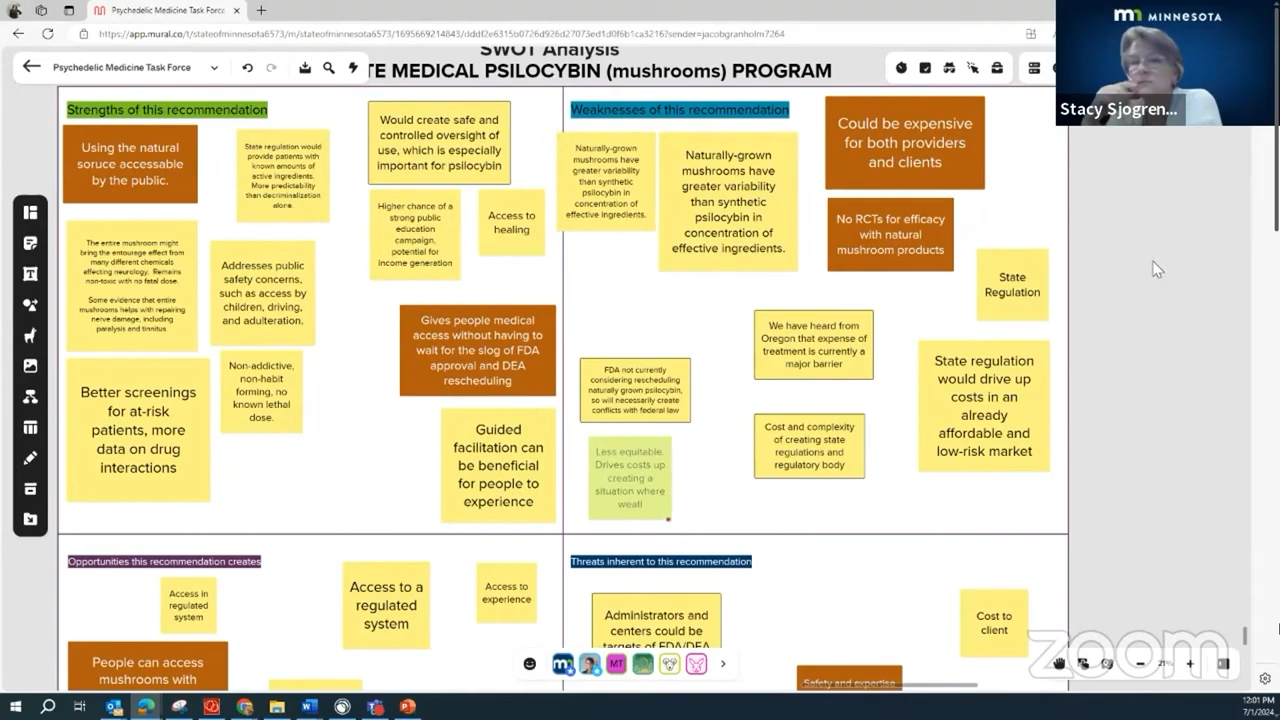 Psychedelic Medicine Task Force
https://app.mural.co/t/stateofminnesota6573/m/stateofminnesota6573/1695669214843/dddf2e6315b0726d926d27073ed1d0f6b1ca3216?sender=jacobgranholm7264
MINNESOTA
Stacy Sjogren...
Psychedelic Medicine Task Force
SWOT Analysis
TE MEDICAL PSILOCYBIN (mushrooms) PROGRAM
Strengths of this recommendation
Using the natural
soruce accessable
by the public.
State regulation would
provide patients with
known amounts of
active ingredients.
More predictability
than decriminalization
alone.
Would create safe and
controlled oversight of
use, which is especially
important for psilocybin
Higher chance of a
strong public
education
campaign,
potential for
income generation
Access to
healing
The entire mushroom might
bring the entourage effect from
many different chemicals
affecting neurology. Remains
non-toxic with no fatal dose.
Some evidence that entire
mushrooms helps with repairing
nerve damage, including
paralysis and tinnitus.
Addresses public
safety concerns,
such as access by
children, driving,
and adulteration.
Gives people medical
access without having to
wait for the slog of FDA
approval and DEA
rescheduling
Better screenings
for at-risk
patients, more
data on drug
interactions
Non-addictive,
non-habit
forming, no
known lethal
dose.
Guided
facilitation can
be beneficial
for people to
experience
Weaknesses of this recommendation
Naturally-grown
mushrooms have
greater variability
than synthetic
psilocybin in
concentration of
effective ingredients.
Naturally-grown
mushrooms have
greater variability
than synthetic
psilocybin in
concentration of
effective ingredients.
Could be expensive
for both providers
and clients
No RCTs for efficacy
with natural
mushroom products
State
Regulation
We have heard from
Oregon that expense of
treatment is currently a
major barrier
FDA not currently
considering rescheduling
naturally grown psilocybin,
so will necessarily create
conflicts with federal law
State regulation
would drive up
costs in an
already
affordable and
low-risk market
Cost and complexity
of creating state
regulations and
regulatory body
Less equitable.
Drives costs up
creating a
situation where
weatl
Opportunities this recommendation creates
Access in
regulated
system
Access to a
regulated
system
Access to
experience
People can access
mushrooms with
Threats inherent to this recommendation
Administrators and
centers could be
targets of FDA/DEA
Cost to
client
Safety and expertise
MT
21%
zoom
12:01 PM
7/1/2024